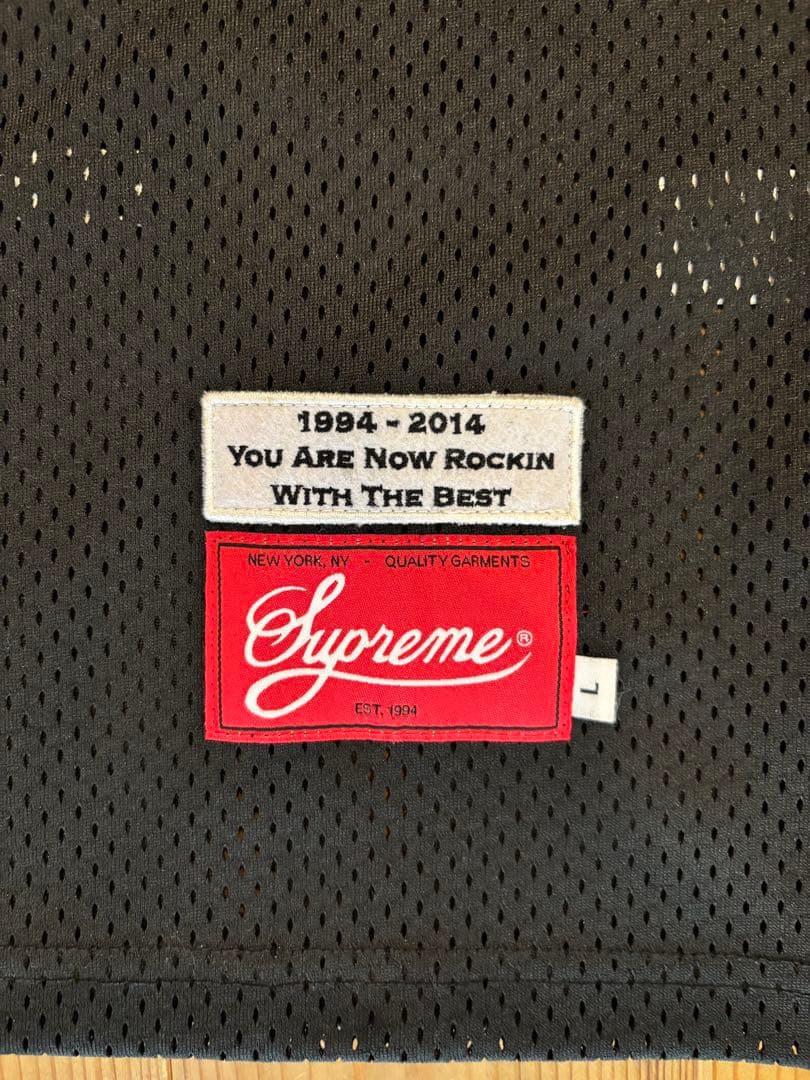 1994 - 2014
You Are Now Rockin
With The Best
NEW YORK, NY - QUALITY GARMENTS
Supreme®
EST. 1994
L